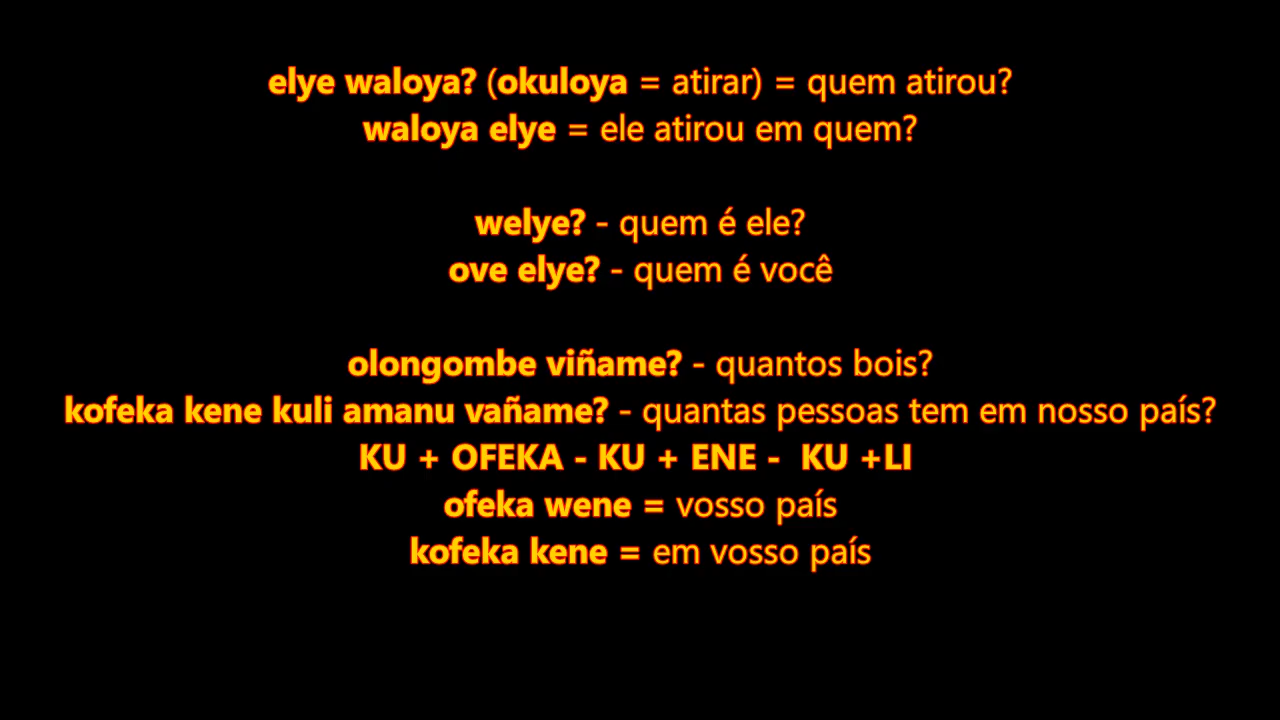 elye waloya? (okuloya = atirar) = quem atirou?
waloya elye = ele atirou em quem?
welye? - quem é ele?
ove elye? - quem é você
olongombe viñame? - quantos bois?
kofeka kene kuli amanu vañame? - quantas pessoas tem em nosso país?
KU + OFEKA - KU + ENE - KU +LI
ofeka wene = vosso país
kofeka kene = em vosso país